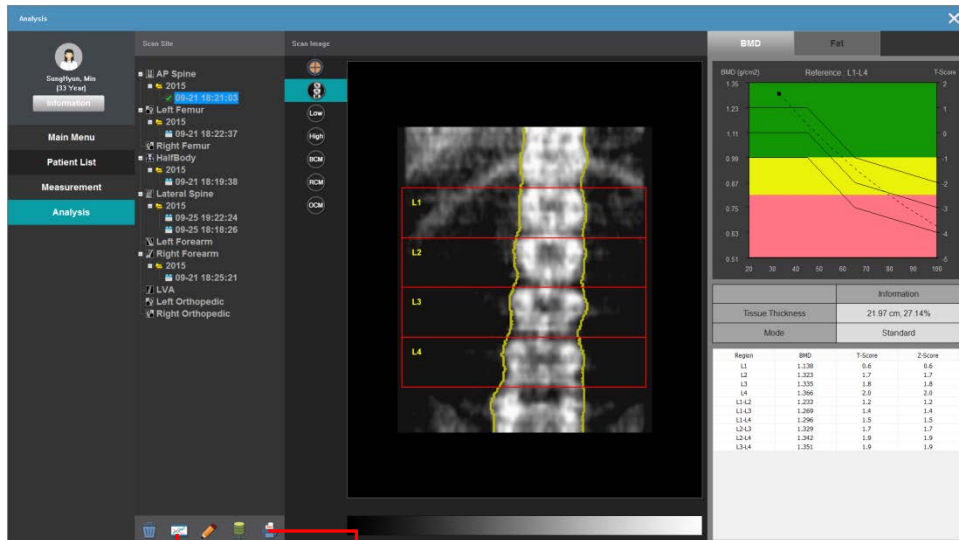 Analysis
SungHyun, Min
(33 Year)
Information
Main Menu
Patient List
Measurement
Analysis
Scan Site
AP Spine
2015
09-21 18:21:03
Left Femur
2015
09-21 18:22:37
Right Femur
HalfBody
2015
09-21 18:19:38
Lateral Spine
2015
09-25 19:22:24
09-25 18:18:26
Left Forearm
Right Forearm
2015
09-21 18:25:21
LVA
Left Orthopedic
Right Orthopedic
Scan Image
Low
High
BCM
RCM
OCM
L1
L2
L3
L4
BMD Fat
BMD (g/cm2) Reference: L1-L4 T-Score
1.35 2
1.23 1
1.11 0
0.99 -1
0.87 -2
0.75 -3
0.63 -4
0.51 -5
20 30 40 50 60 70 80 90 100
Information
Tissue Thickness 21.97 cm, 27.14%
Mode Standard
Region BMD T-Score Z-Score
L1 1.138 0.6 0.6
L2 1.323 1.7 1.7
L3 1.335 1.8 1.8
L4 1.366 2.0 2.0
L1-L2 1.233 1.2 1.2
L1-L3 1.269 1.4 1.4
L1-L4 1.296 1.5 1.5
L2-L3 1.329 1.7 1.7
L2-L4 1.342 1.9 1.9
L3-L4 1.351 1.9 1.9